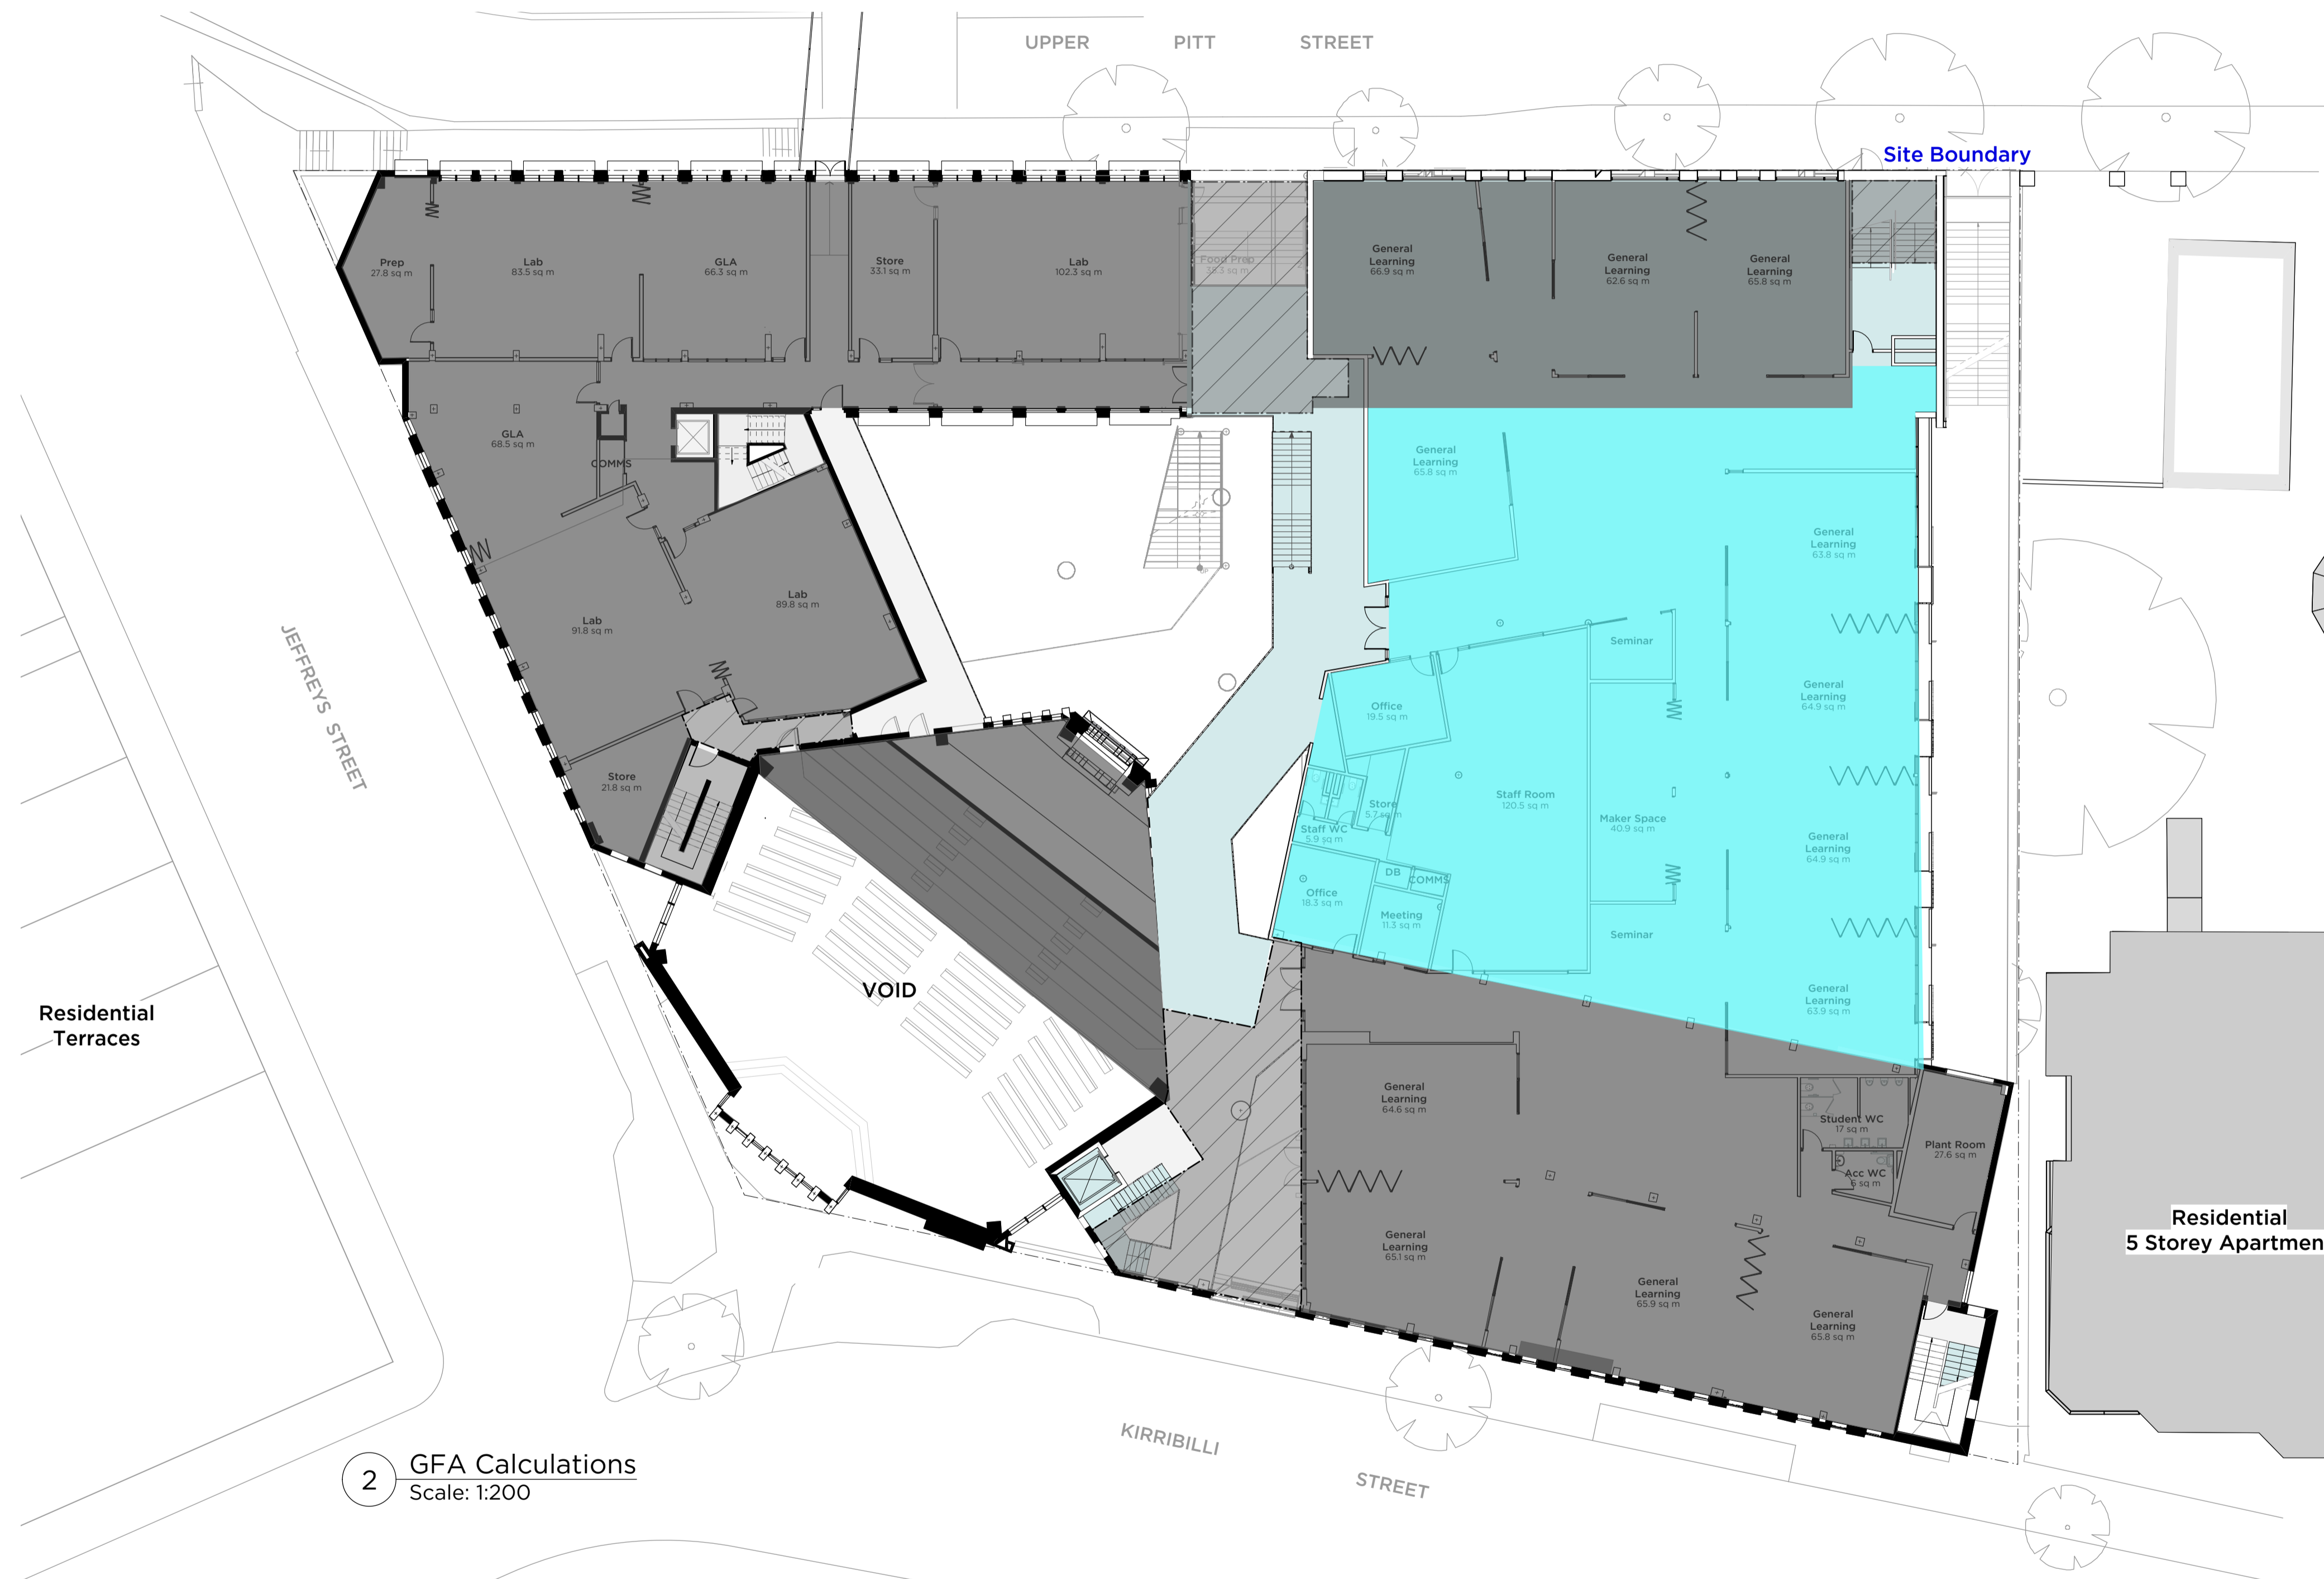 UPPER PITT STREET
Site Boundary
Prep
27.8 sq m
Lab
83.5 sq m
GLA
66.3 sq m
Store
33.1 sq m
Lab
102.3 sq m
Food Prep
General
Learning
66.9 sq m
General
Learning
62.6 sq m
General
Learning
65.8 sq m
GLA
68.5 sq m
COMMS
General
Learning
65.8 sq m
General
Learning
63.8 sq m
Lab
91.8 sq m
Lab
89.8 sq m
JEFFREYS STREET
Seminar
Office
19.5 sq m
General
Learning
64.9 sq m
Store
21.8 sq m
Store
5.7 sq m
Staff Room
120.5 sq m
Staff WC
5.9 sq m
Maker Space
40.9 sq m
General
Learning
64.9 sq m
DB
COMMS
Office
18.3 sq m
Meeting
11.3 sq m
Seminar
VOID
General
Learning
63.9 sq m
Residential
Terraces
General
Learning
64.6 sq m
Student WC
17 sq m
Plant Room
27.6 sq m
Acc WC
6 sq m
General
Learning
65.1 sq m
General
Learning
65.9 sq m
General
Learning
65.8 sq m
Residential
5 Storey Apartmen
KIRRIBILLI STREET
2
GFA Calculations
Scale: 1:200